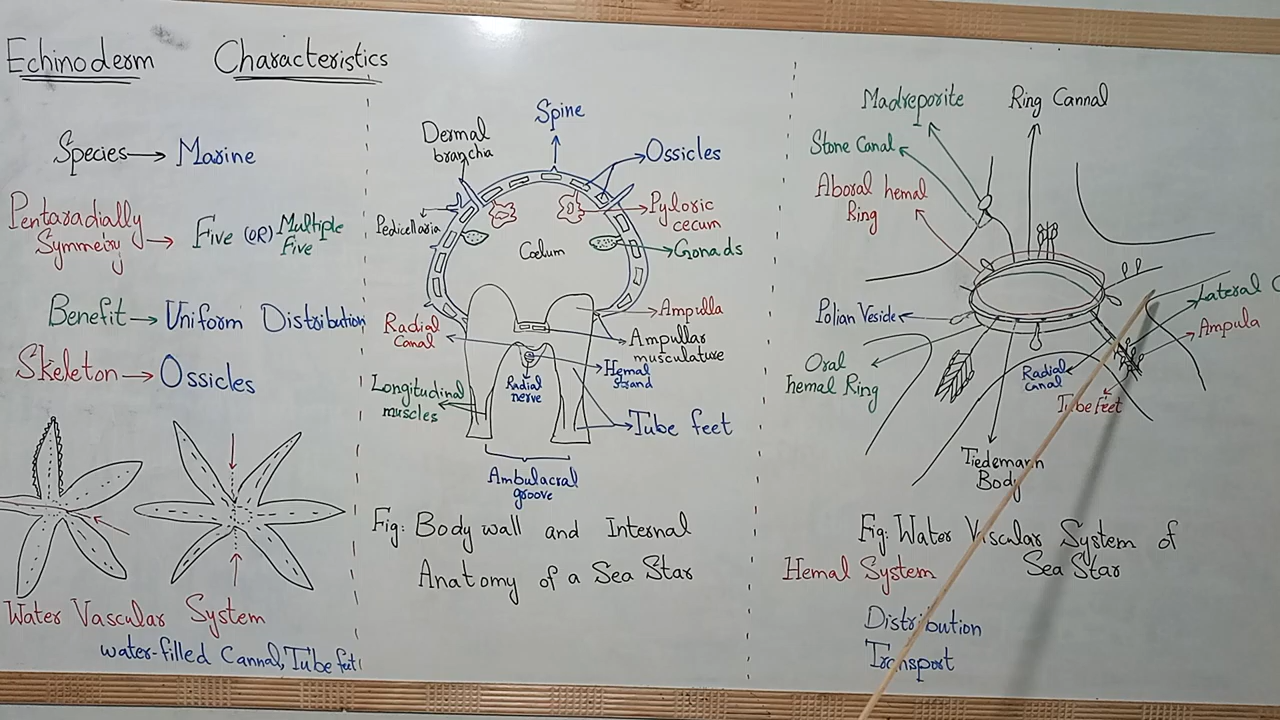 Echinoderm Characteristics
Species → Marine
Pentaradially
Symmetry → Five (OR) Multiple
Five
Benefit → Uniform Distribution
Skeleton → Ossicles
Water Vascular System
water-filled Cannal, Tube feet
Spine
Dermal
branchia
Ossicles
Pedicellaria
Pyloric
cecum
Coelum
Gonads
Radial
Canal
Ampulla
Ampullar
musculature
Hemal
Strand
Radial
nerve
Longitudinal
muscles
Tube feet
Ambulacral
groove
Fig: Body wall and Internal
Anatomy of a Sea Star
Madreporite
Ring Cannal
Stone Canal
Aboral hemal
Ring
Polian Veside
Lateral C
Ampula
Oral
hemal Ring
Radial
canal
Tube feet
Tiedemann
Body
Fig: Water Vascular System of
Sea Star
Hemal System
Distribution
Transport